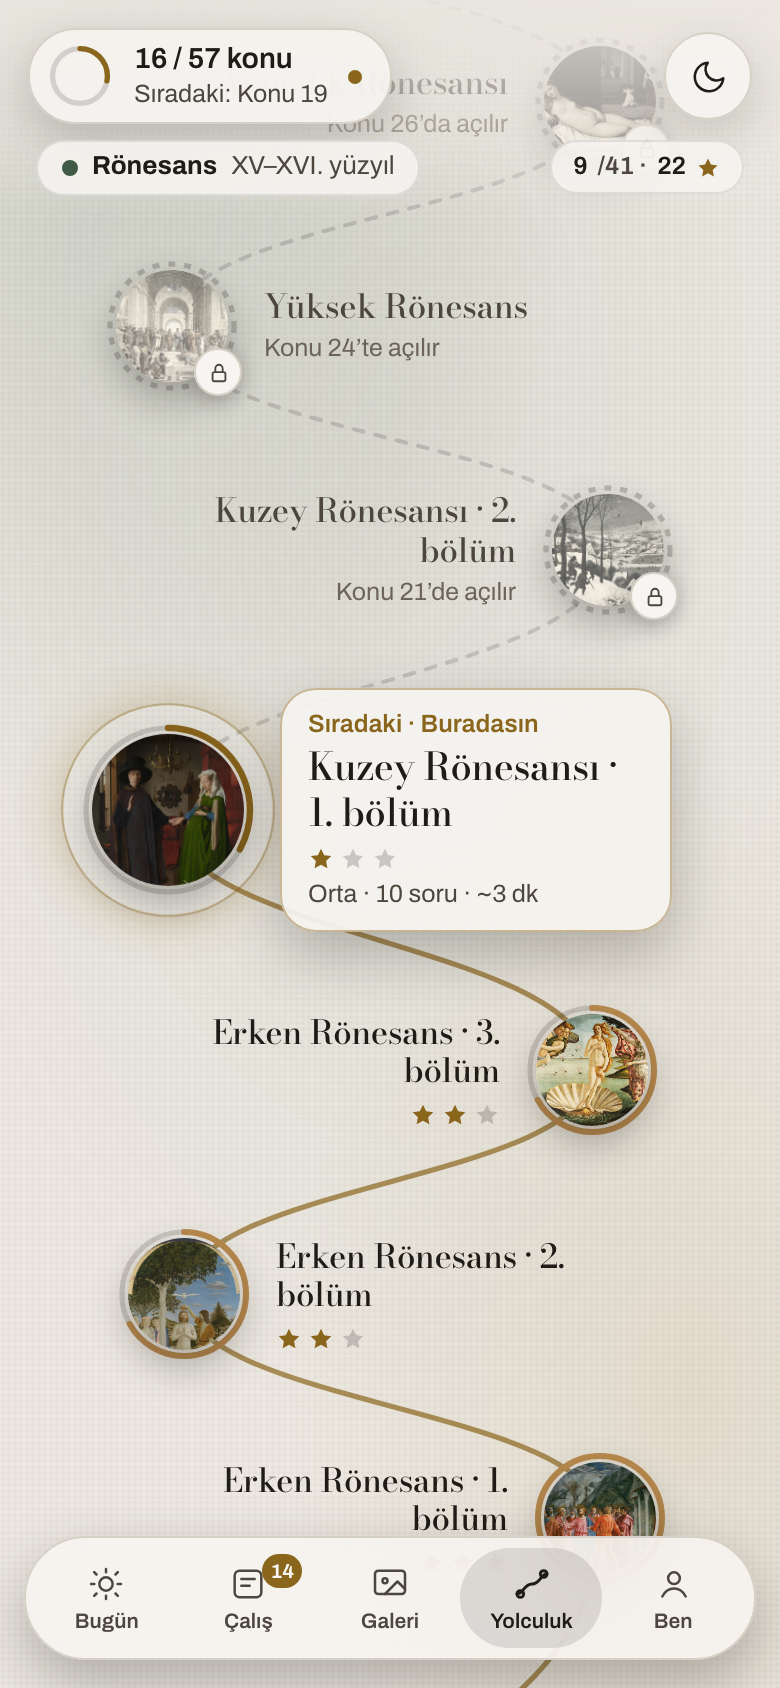 16 / 57 konu
Sıradaki: Konu 19
Rönesansı
Konu 26’da açılır
Rönesans XV–XVI. yüzyıl
9 /41 · 22
Yüksek Rönesans
Konu 24’te açılır
Kuzey Rönesansı · 2.
bölüm
Konu 21’de açılır
Sıradaki · Buradasın
Kuzey Rönesansı ·
1. bölüm
Orta · 10 soru · ~3 dk
Erken Rönesans · 3.
bölüm
Erken Rönesans · 2.
bölüm
Erken Rönesans · 1.
bölüm
14
Bugün
Çalış
Galeri
Yolculuk
Ben